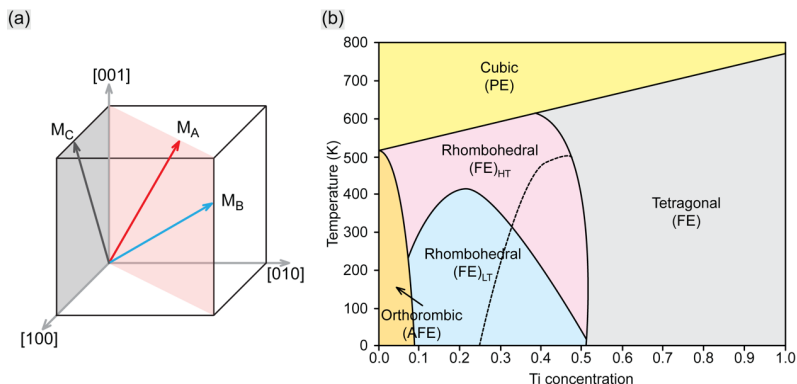 (a)
[001]
M_C
M_A
M_B
[010]
[100]
(b)
800
700
600
500
400
300
200
100
0
Temperature (K)
Cubic
(PE)
Rhombohedral
(FE)_HT
Tetragonal
(FE)
Rhombohedral
(FE)_LT
Orthorombic
(AFE)
0.0 0.1 0.2 0.3 0.4 0.5 0.6 0.7 0.8 0.9 1.0
Ti concentration